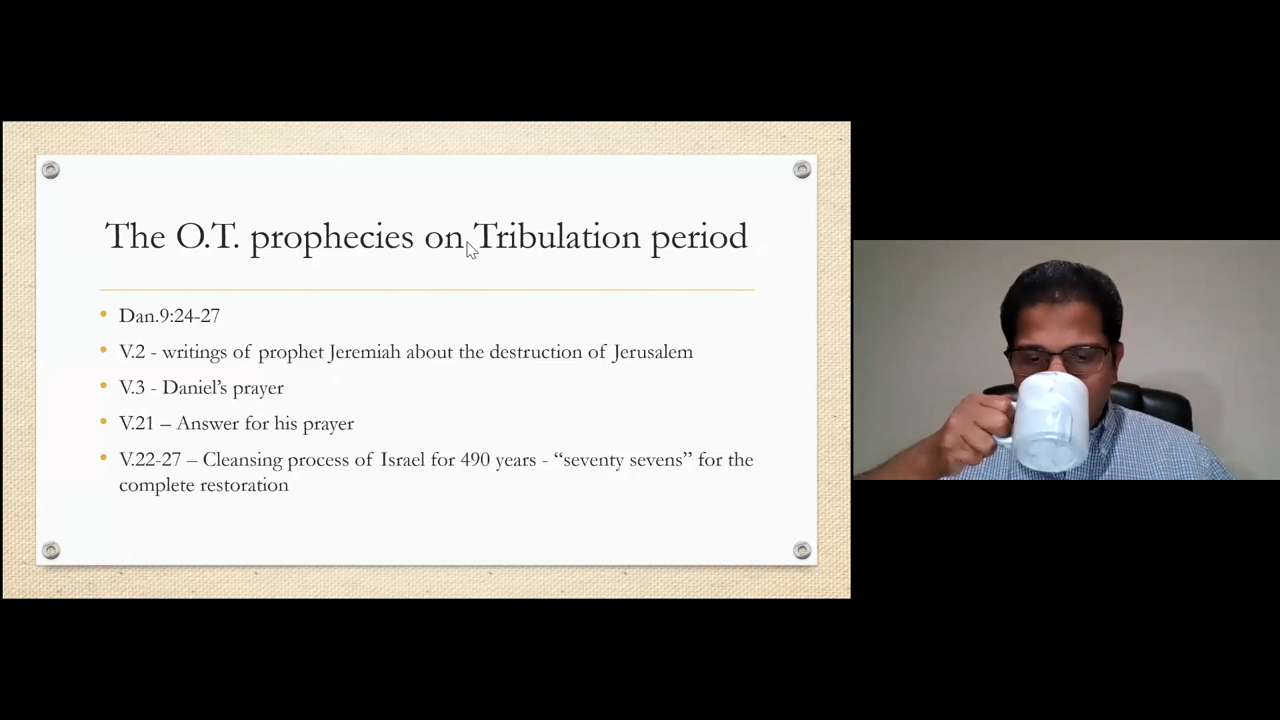 The O.T. prophecies on Tribulation period
Dan.9:24-27
V.2 - writings of prophet Jeremiah about the destruction of Jerusalem
V.3 - Daniel’s prayer
V.21 – Answer for his prayer
V.22-27 – Cleansing process of Israel for 490 years - “seventy sevens” for the
complete restoration